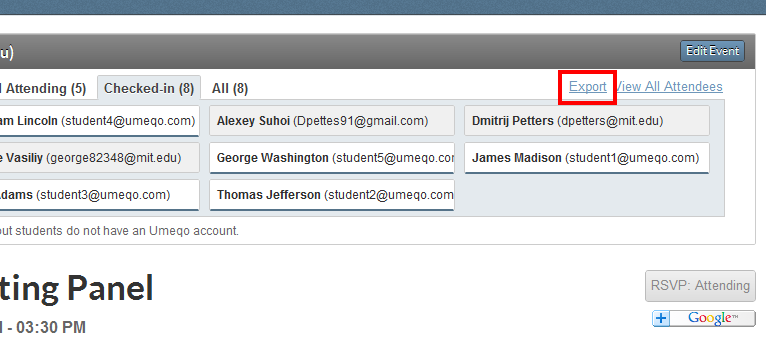 u)
Edit Event
Attending (5) Checked-in (8) All (8) Export View All Attendees
am Lincoln (student4@umeqo.com) Alexey Suhoi (Dpettes91@gmail.com) Dmitrij Petters (dpetters@mit.edu)
e Vasiliy (george82348@mit.edu) George Washington (student5@umeqo.cor James Madison (student1@umeqo.com)
dams (student3@umeqo.com) Thomas Jefferson (student2@umeqo.com)
out students do not have an Umeqo account.
ting Panel
RSVP: Attending
- 03:30 PM
+ Google™